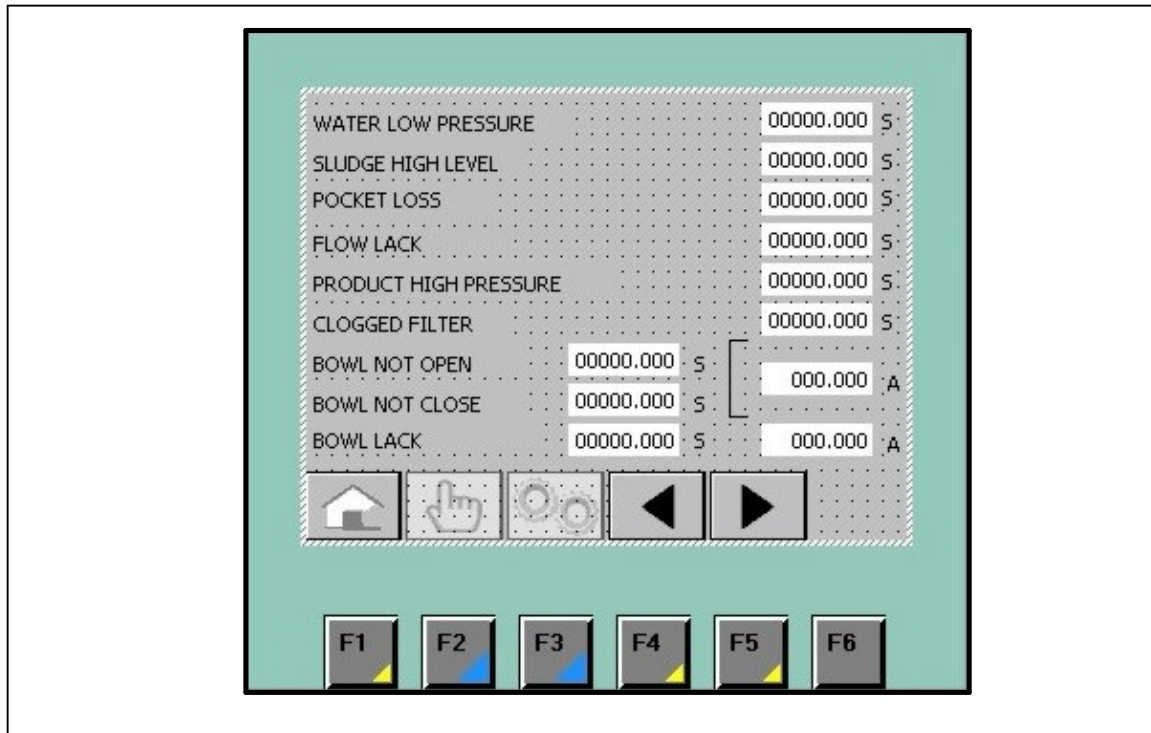 WATER LOW PRESSURE 00000.000 S
SLUDGE HIGH LEVEL 00000.000 S
POCKET LOSS 00000.000 S
FLOW LACK 00000.000 S
PRODUCT HIGH PRESSURE 00000.000 S
CLOGGED FILTER 00000.000 S
BOWL NOT OPEN 00000.000 S
000.000 A
BOWL NOT CLOSE 00000.000 S
BOWL LACK 00000.000 S 000.000 A
F1 F2 F3 F4 F5 F6